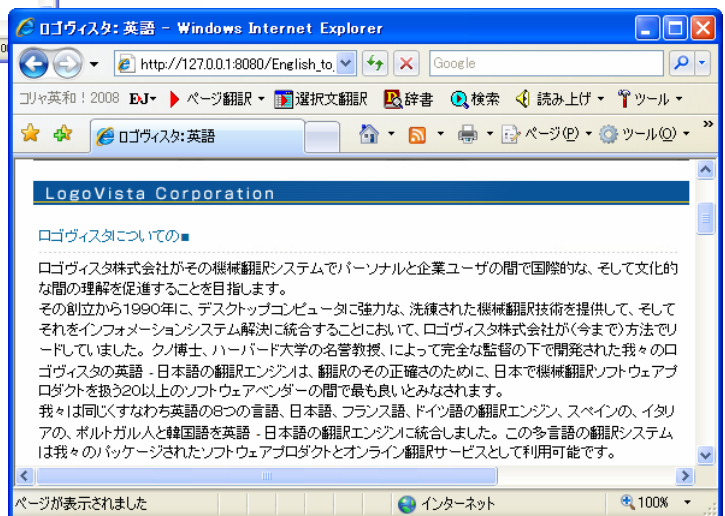 ロゴヴィスタ: 英語 - Windows Internet Explorer
http://127.0.0.1:8080/English_to_
Google
コリャ英和！2008 EJ ページ翻訳 選択文翻訳 辞書 検索 読み上げ ツール
ロゴヴィスタ: 英語 ページ(P) ツール(O) »
LogoVista Corporation
ロゴヴィスタについての■
ロゴヴィスタ株式会社がその機械翻訳システムでパーソナルと企業ユーザの間で国際的な、そして文化的
な間の理解を促進することを目指します。
その創立から1990年に、デスクトップコンピュータに強力な、洗練された機械翻訳技術を提供して、そして
それをインフォメーションシステム解決に統合することにおいて、ロゴヴィスタ株式会社が〈今まで〉方法でリ
ードしていました。クノ博士、ハーバード大学の名誉教授、によって完全な監督の下で開発された我々のロ
ゴヴィスタの英語 - 日本語の翻訳エンジンは、翻訳のその正確さのために、日本で機械翻訳ソフトウェアプ
ロダクトを扱う20以上のソフトウェアベンダーの間で最も良いとみなされます。
我々は同じくすなわち英語の8つの言語、日本語、フランス語、ドイツ語の翻訳エンジン、スペインの、イタリ
アの、ポルトガル人と韓国語を英語 - 日本語の翻訳エンジンに統合しました。この多言語の翻訳システム
は我々のパッケージされたソフトウェアプロダクトとオンライン翻訳サービスとして利用可能です。
ページが表示されました インターネット 100%